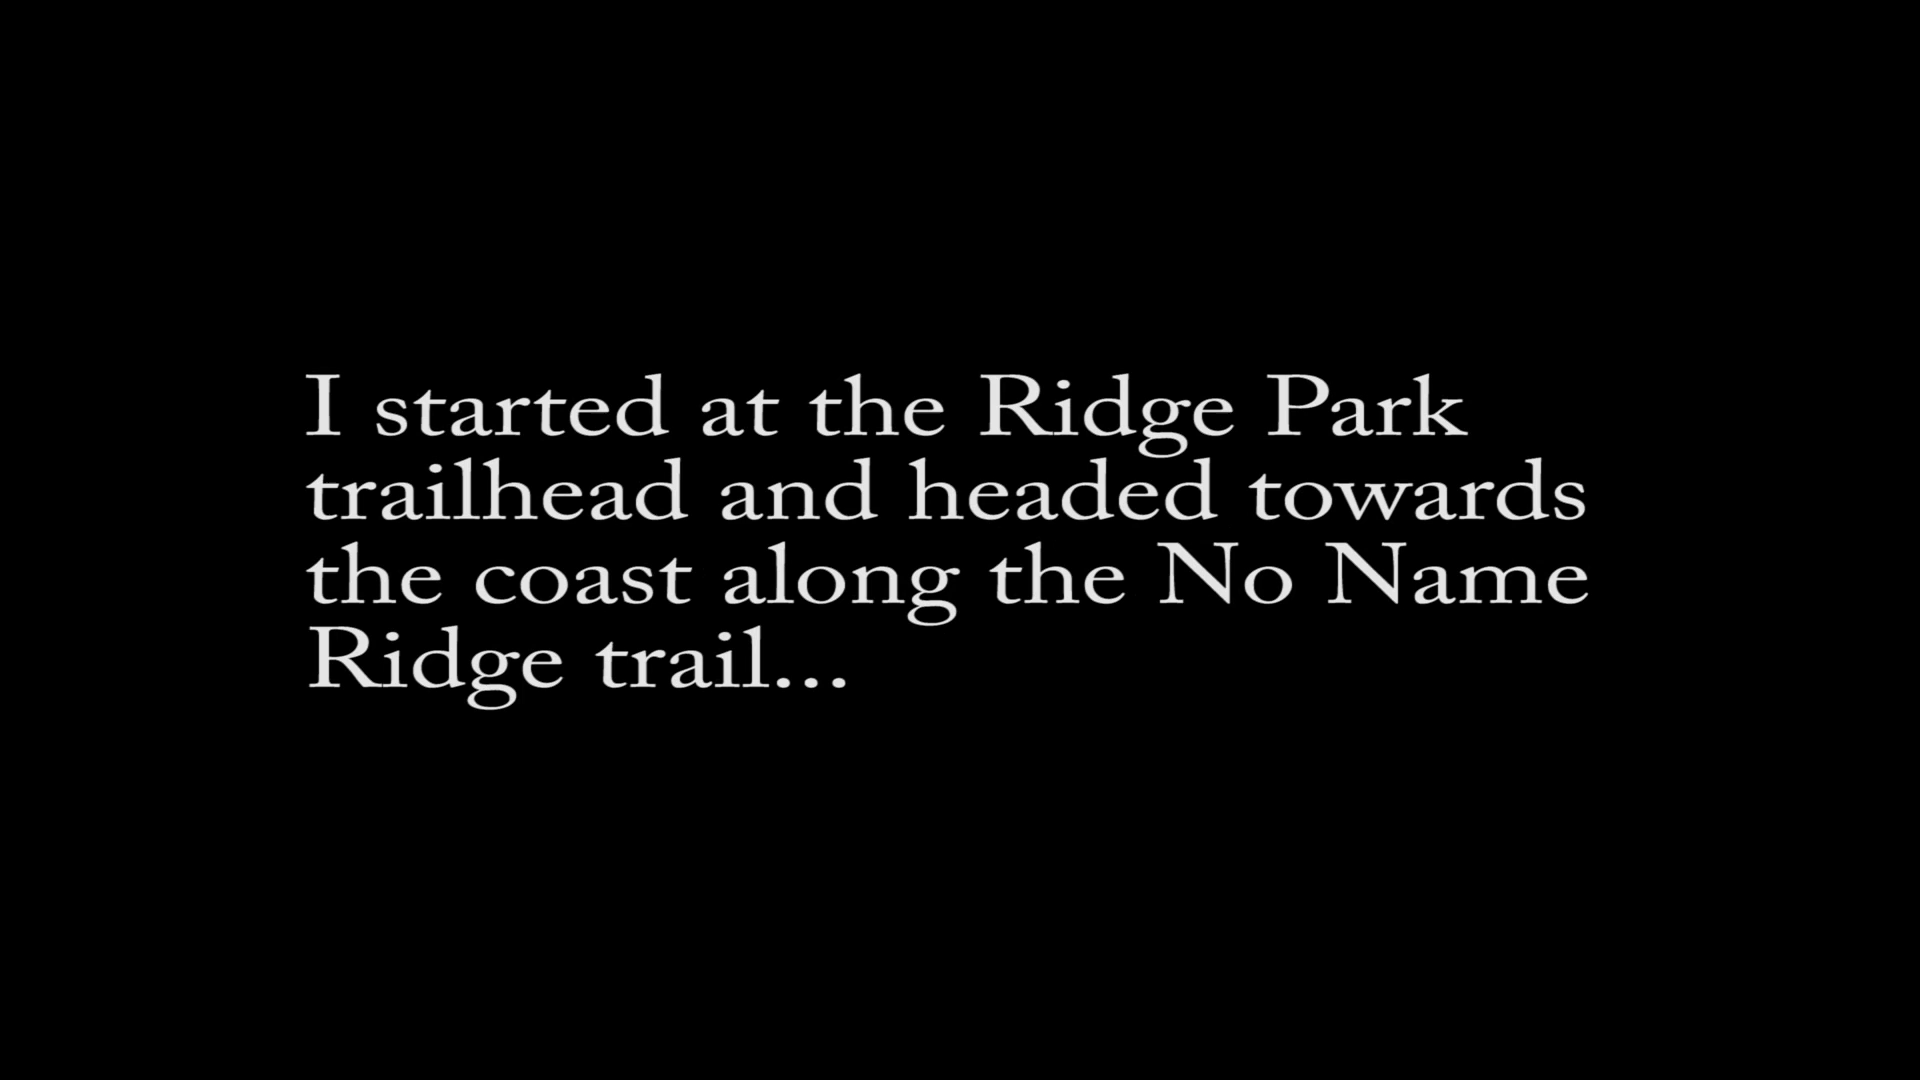 I started at the Ridge Park
trailhead and headed towards
the coast along the No Name
Ridge trail...